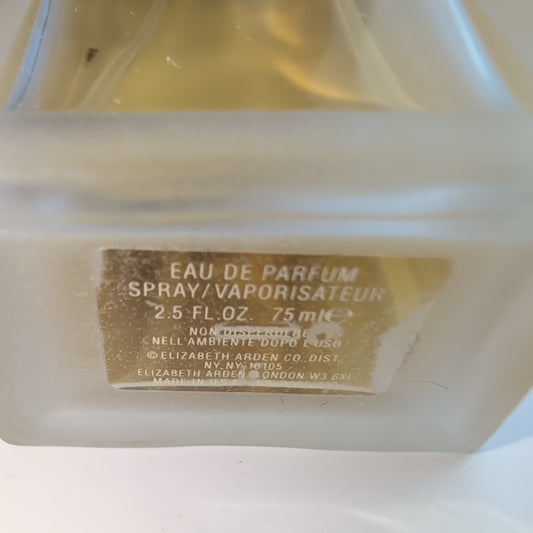 EAU DE PARFUM
SPRAY/VAPORISATEUR
2.5 FL.OZ. 75 ml e
NON DISPERDERE
NELL'AMBIENTE DOPO L'USO
© ELIZABETH ARDEN CO. DIST.
NY, NY 10105
ELIZABETH ARDEN LONDON W3 6XL
MADE IN U.S.A.